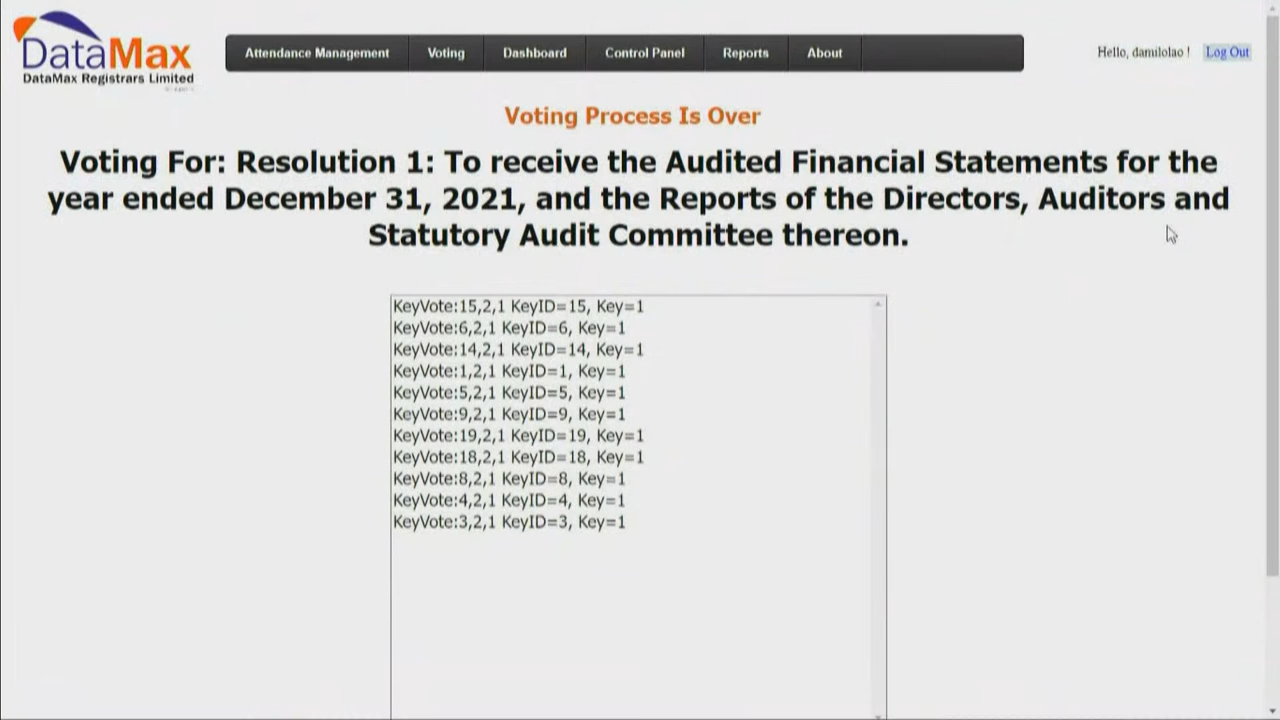 DataMax
DataMax Registrars Limited
Attendance Management
Voting
Dashboard
Control Panel
Reports
About
Hello, damilolao !
Log Out
Voting Process Is Over
Voting For: Resolution 1: To receive the Audited Financial Statements for the
year ended December 31, 2021, and the Reports of the Directors, Auditors and
Statutory Audit Committee thereon.
KeyVote:15,2,1 KeyID=15, Key=1
KeyVote:6,2,1 KeyID=6, Key=1
KeyVote:14,2,1 KeyID=14, Key=1
KeyVote:1,2,1 KeyID=1, Key=1
KeyVote:5,2,1 KeyID=5, Key=1
KeyVote:9,2,1 KeyID=9, Key=1
KeyVote:19,2,1 KeyID=19, Key=1
KeyVote:18,2,1 KeyID=18, Key=1
KeyVote:8,2,1 KeyID=8, Key=1
KeyVote:4,2,1 KeyID=4, Key=1
KeyVote:3,2,1 KeyID=3, Key=1